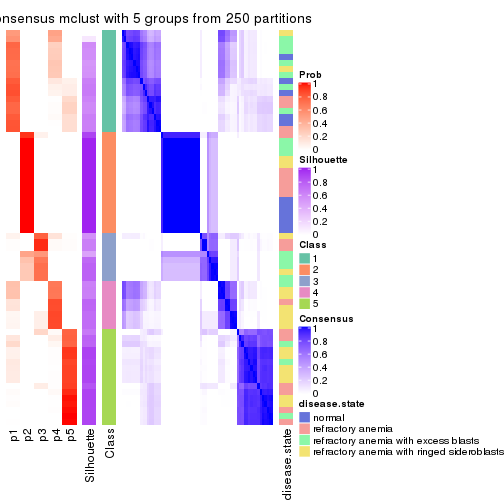 onsensus mclust with 5 groups from 250 partitions
Prob
1
0.8
0.6
0.4
0.2
0
Silhouette
1
0.8
0.6
0.4
0.2
0
Class
1
2
3
4
5
Consensus
1
0.8
0.6
0.4
0.2
0
disease.state
normal
refractory anemia
refractory anemia with excess blasts
refractory anemia with ringed sideroblasts
p1
p2
p3
p4
p5
Silhouette
Class
disease.state